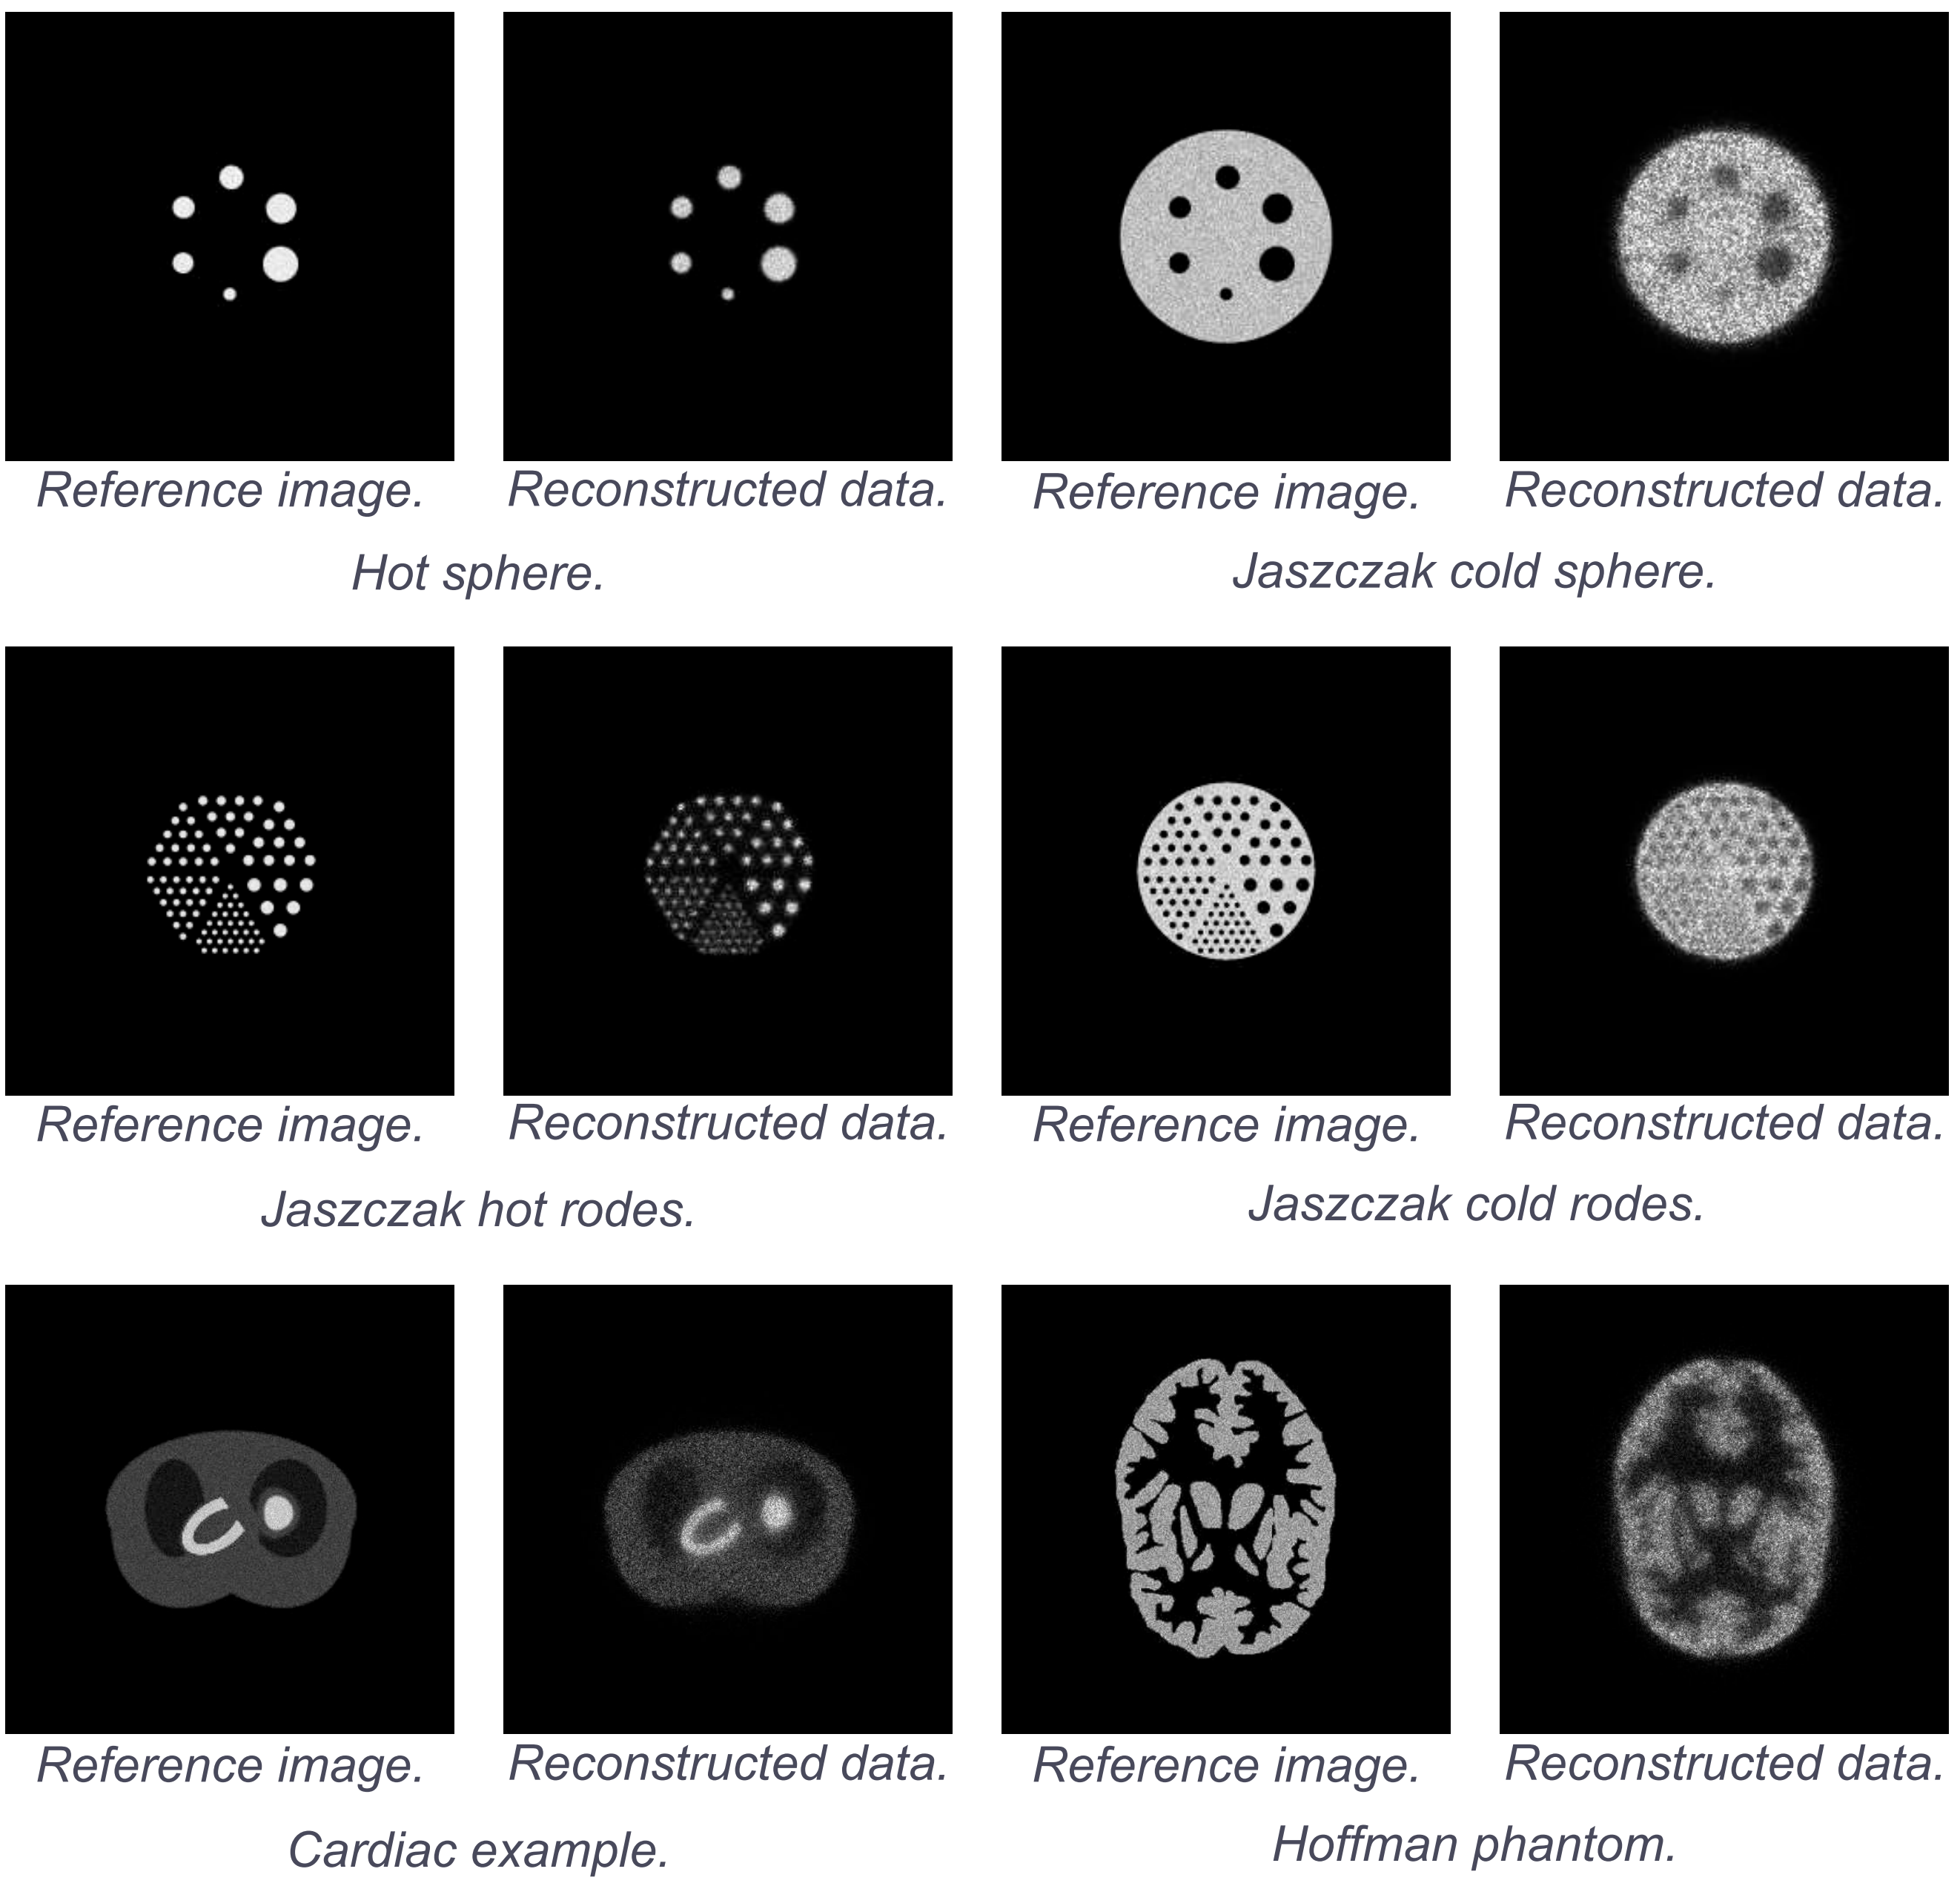 Reference image.
Reconstructed data.
Reference image.
Reconstructed data.
Hot sphere.
Jaszczak cold sphere.
Reference image.
Reconstructed data.
Reference image.
Reconstructed data.
Jaszczak hot rodes.
Jaszczak cold rodes.
Reference image.
Reconstructed data.
Reference image.
Reconstructed data.
Cardiac example.
Hoffman phantom.